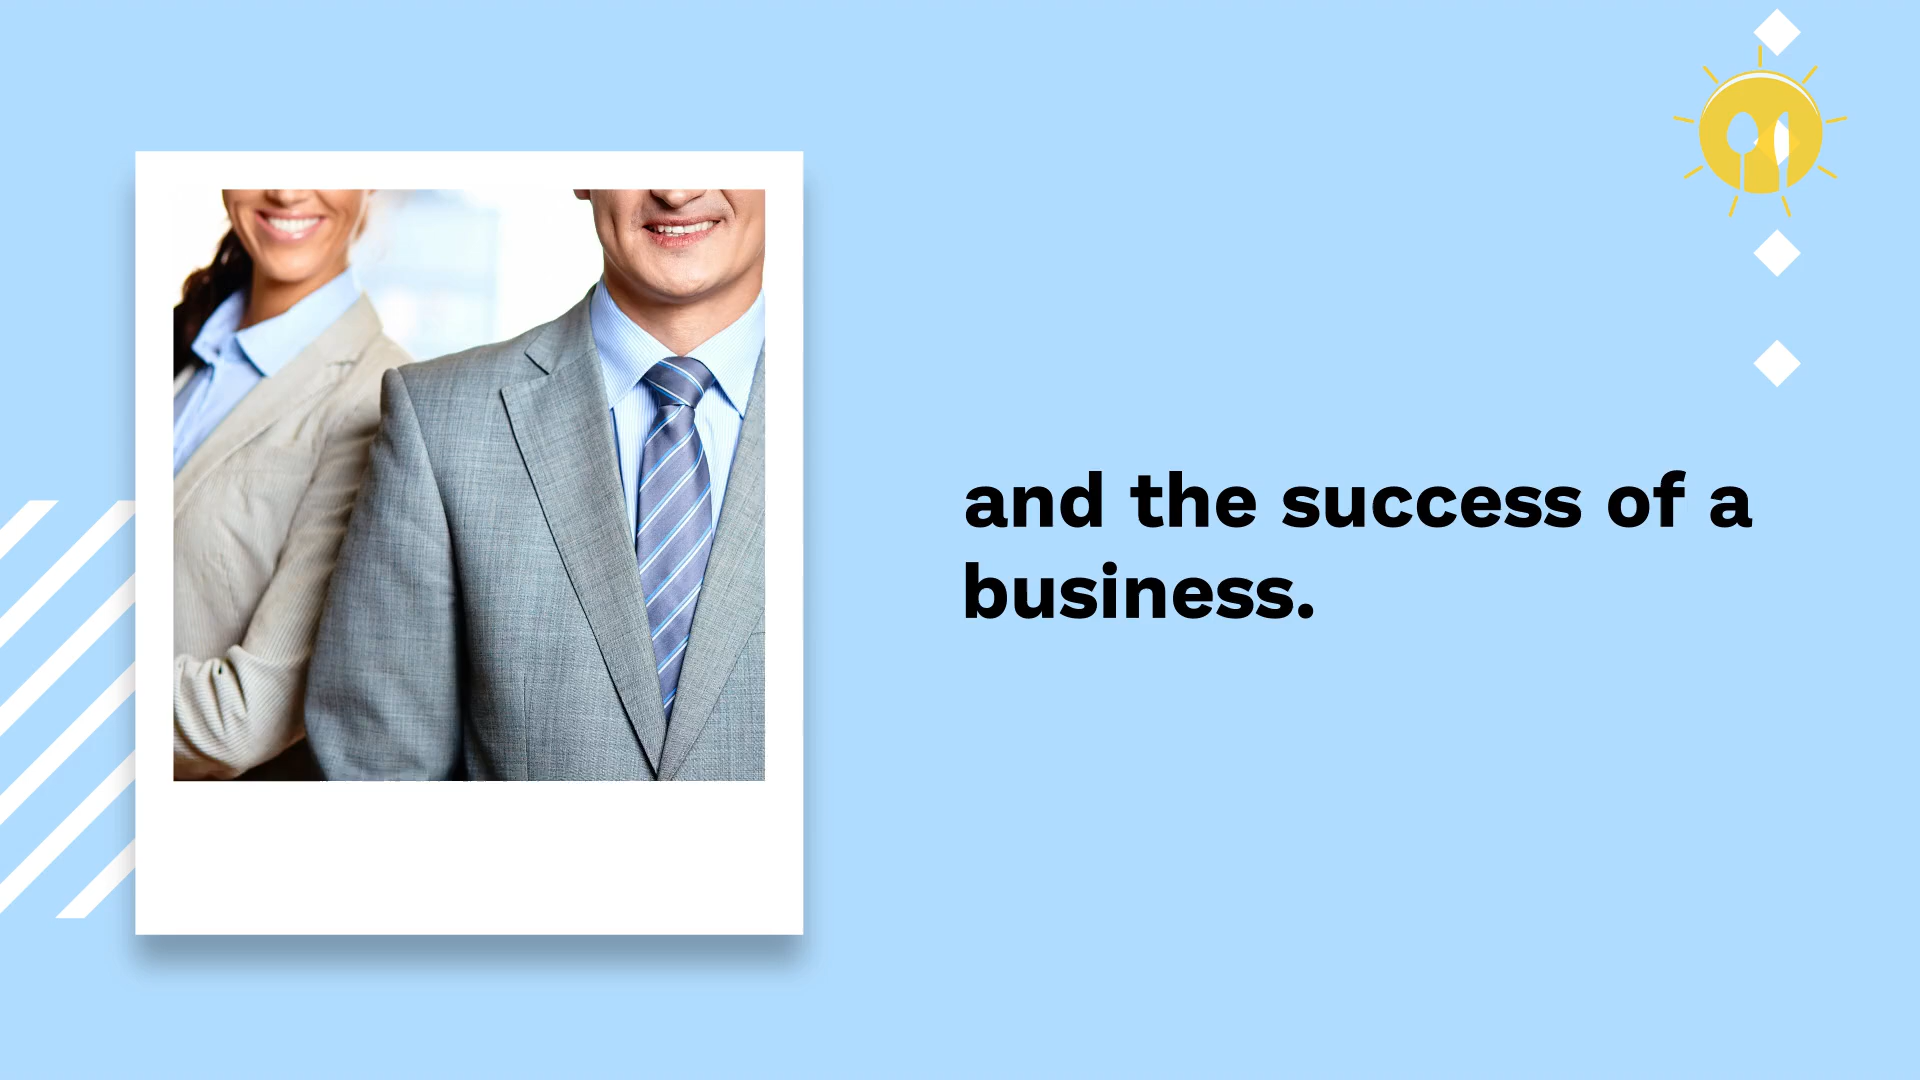 and the success of a
business.